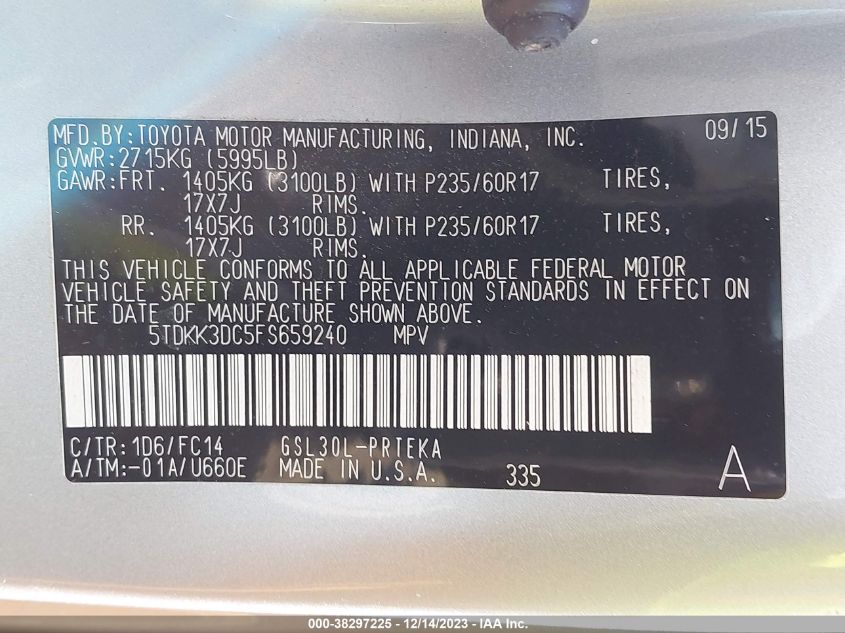 MFD.BY:TOYOTA MOTOR MANUFACTURING, INDIANA, INC. 09/15
GVWR:2715KG (5995LB)
GAWR:FRT. 1405KG (3100LB) WITH P235/60R17 TIRES,
17X7J RIMS.
RR. 1405KG (3100LB) WITH P235/60R17 TIRES,
17X7J RIMS.
THIS VEHICLE CONFORMS TO ALL APPLICABLE FEDERAL MOTOR
VEHICLE SAFETY AND THEFT PREVENTION STANDARDS IN EFFECT ON
THE DATE OF MANUFACTURE SHOWN ABOVE.
5TDKK3DC5FS659240 MPV
C/TR:1D6/FC14 GSL30L-PRTEKA
A/TM:-01A/U660E MADE IN U.S.A. 335 A
000-38297225 - 12/14/2023 - IAA Inc.